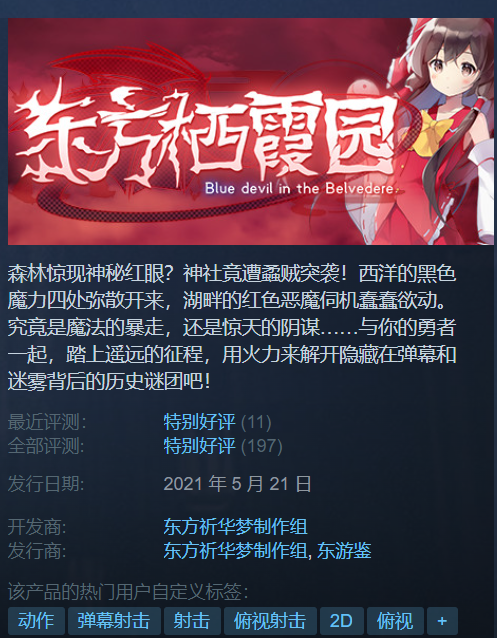 东方栖霞园
Blue devil in the Belvedere.
森林惊现神秘红眼？神社竟遭蟊贼突袭！西洋的黑色
魔力四处弥散开来，湖畔的红色恶魔伺机蠢蠢欲动。
究竟是魔法的暴走，还是惊天的阴谋……与你的勇者
一起，踏上遥远的征程，用火力来解开隐藏在弹幕和
迷雾背后的历史谜团吧！
最近评测： 特别好评 (11)
全部评测： 特别好评 (197)
发行日期： 2021 年 5 月 21 日
开发商： 东方祈华梦制作组
发行商： 东方祈华梦制作组, 东游鉴
该产品的热门用户自定义标签：
动作 弹幕射击 射击 俯视射击 2D 俯视 +